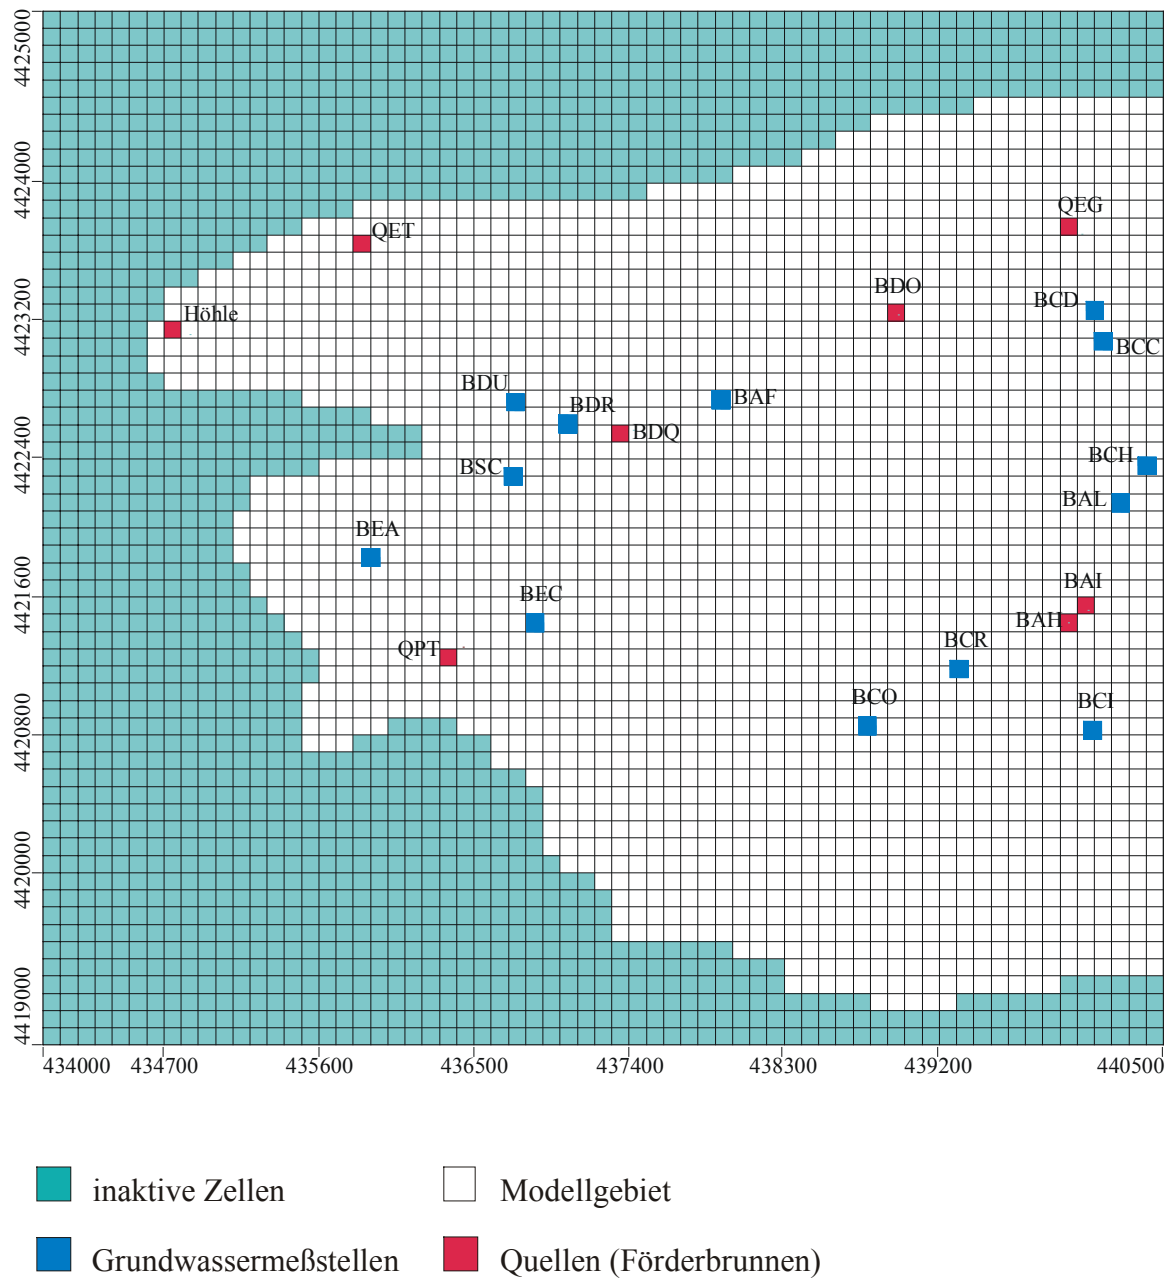 4425000
4424000
QEG
QET
BDO
4423200
BCD
Höhle
BCC
BDU
BAF
BDR
BDQ
4422400
BCH
BSC
BAL
BEA
4421600
BAI
BEC
BAH
BCR
QPT
BCO
BCI
4420800
4420000
4419000
434000 434700 435600 436500 437400 438300 439200 440500
inaktive Zellen Modellgebiet
Grundwassermeßstellen Quellen (Förderbrunnen)